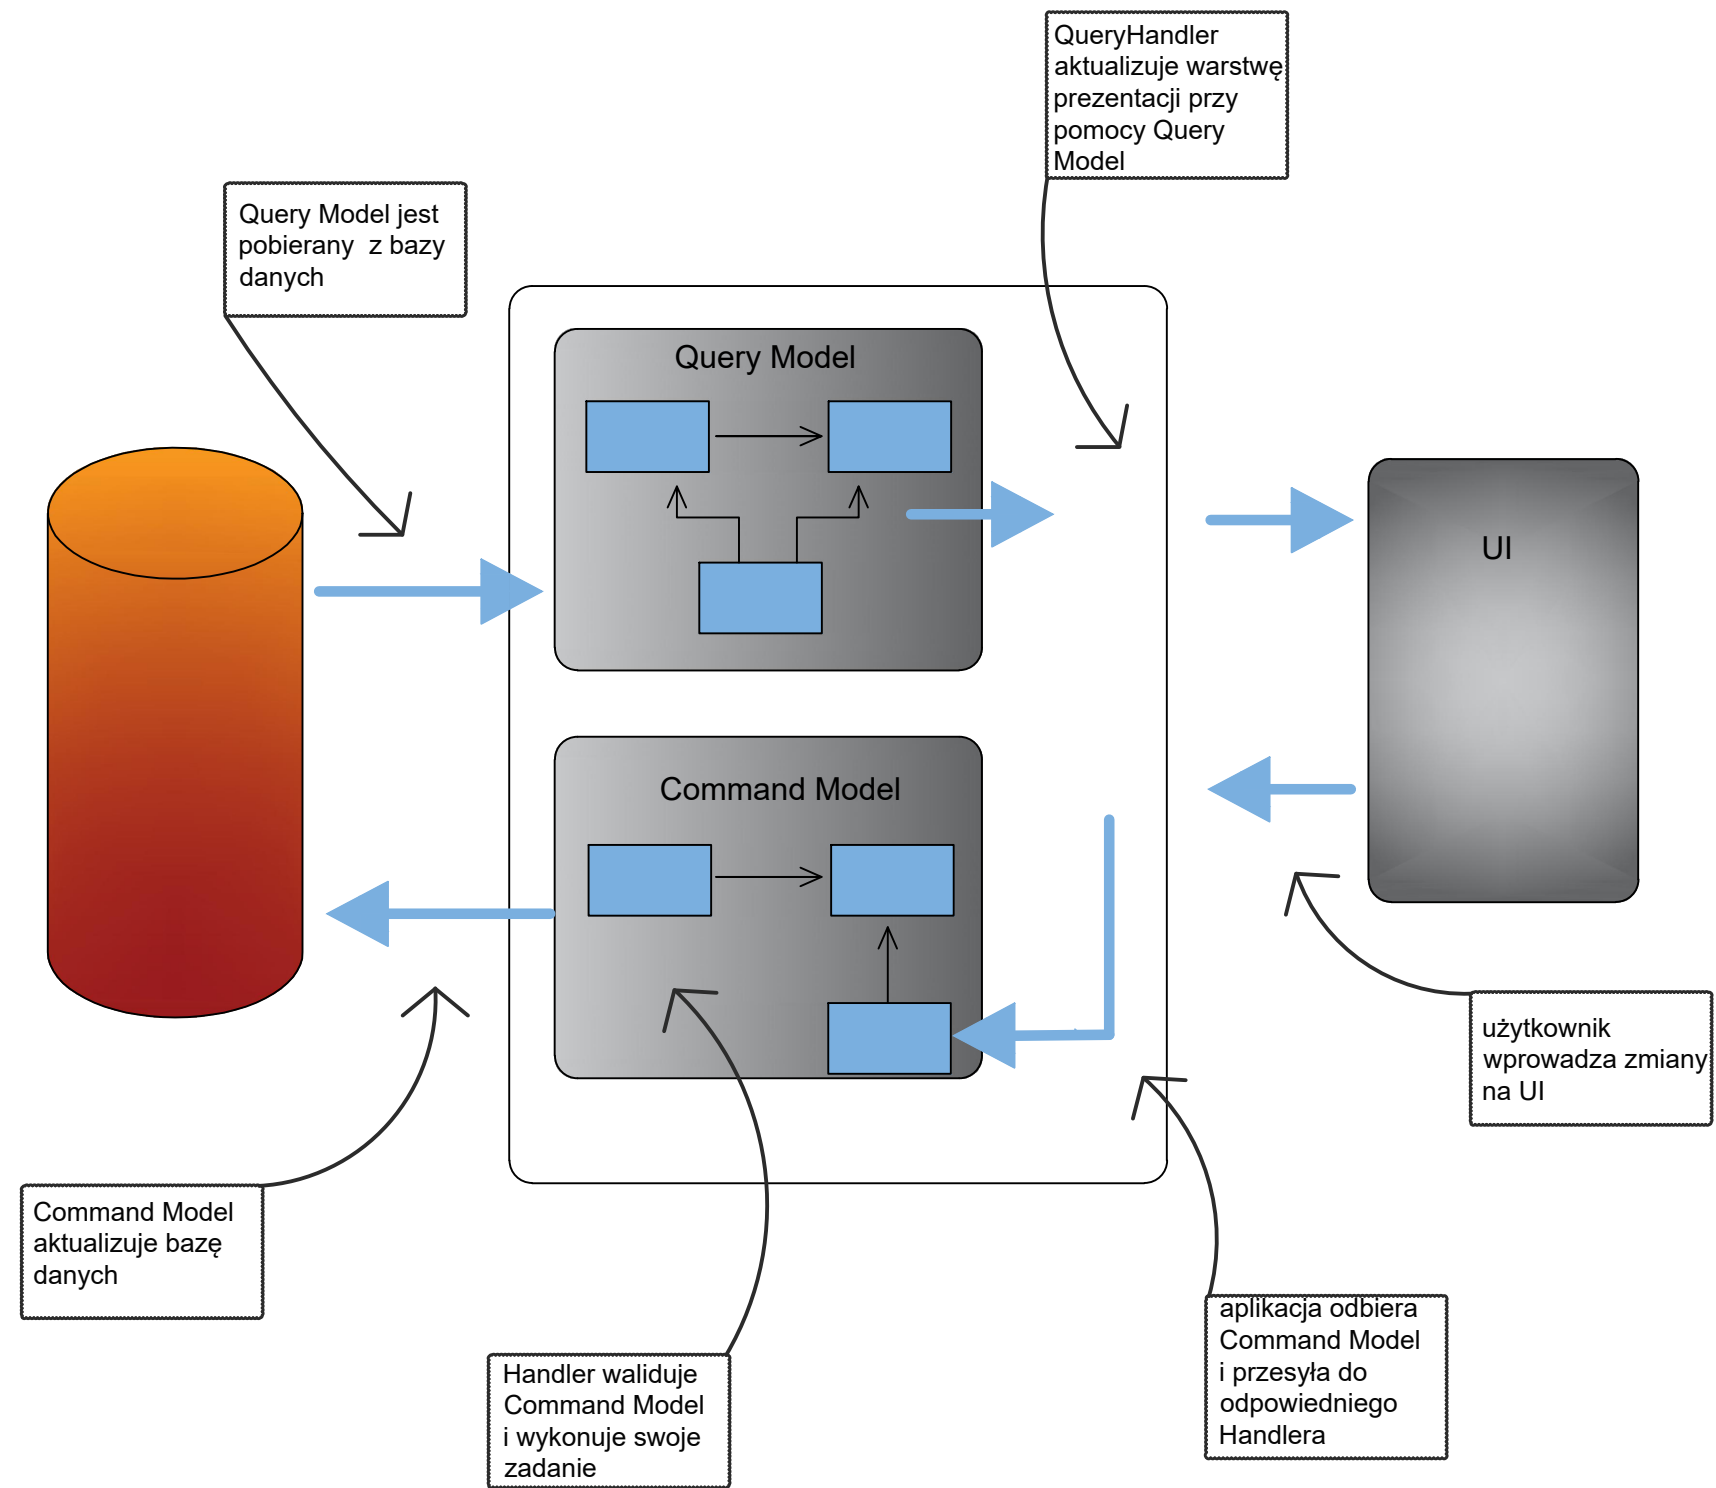 QueryHandler
aktualizuje warstwę
prezentacji przy
pomocy Query
Model
Query Model jest
pobierany  z bazy
danych
Query Model
UI
Command Model
użytkownik
wprowadza zmiany
na UI
Command Model
aktualizuje bazę
danych
aplikacja odbiera
Command Model
i przesyła do
odpowiedniego
Handlera
Handler waliduje
Command Model
i wykonuje swoje
zadanie